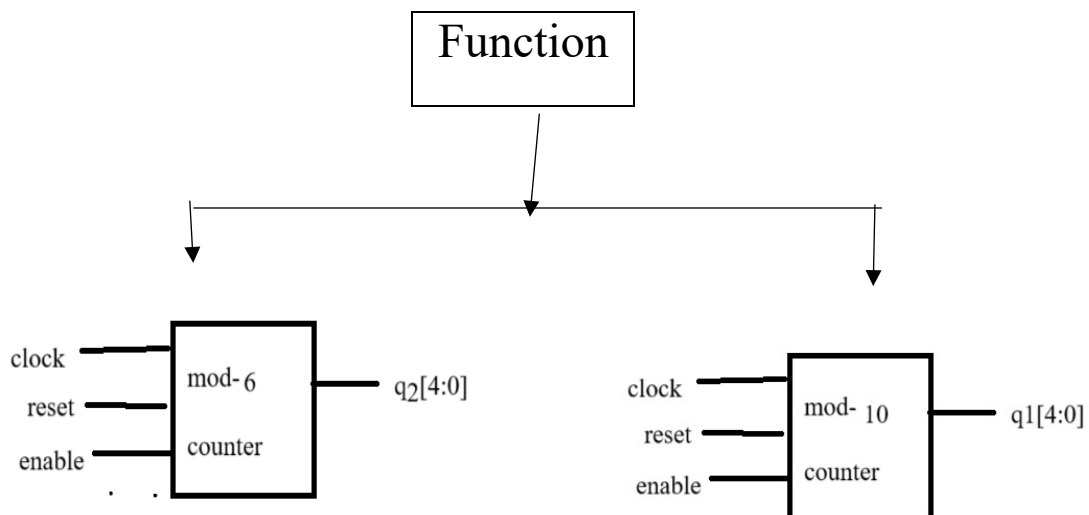 Function
clock
reset
enable
mod-6
counter
q2[4:0]
clock
reset
enable
mod- 10
counter
q1[4:0]